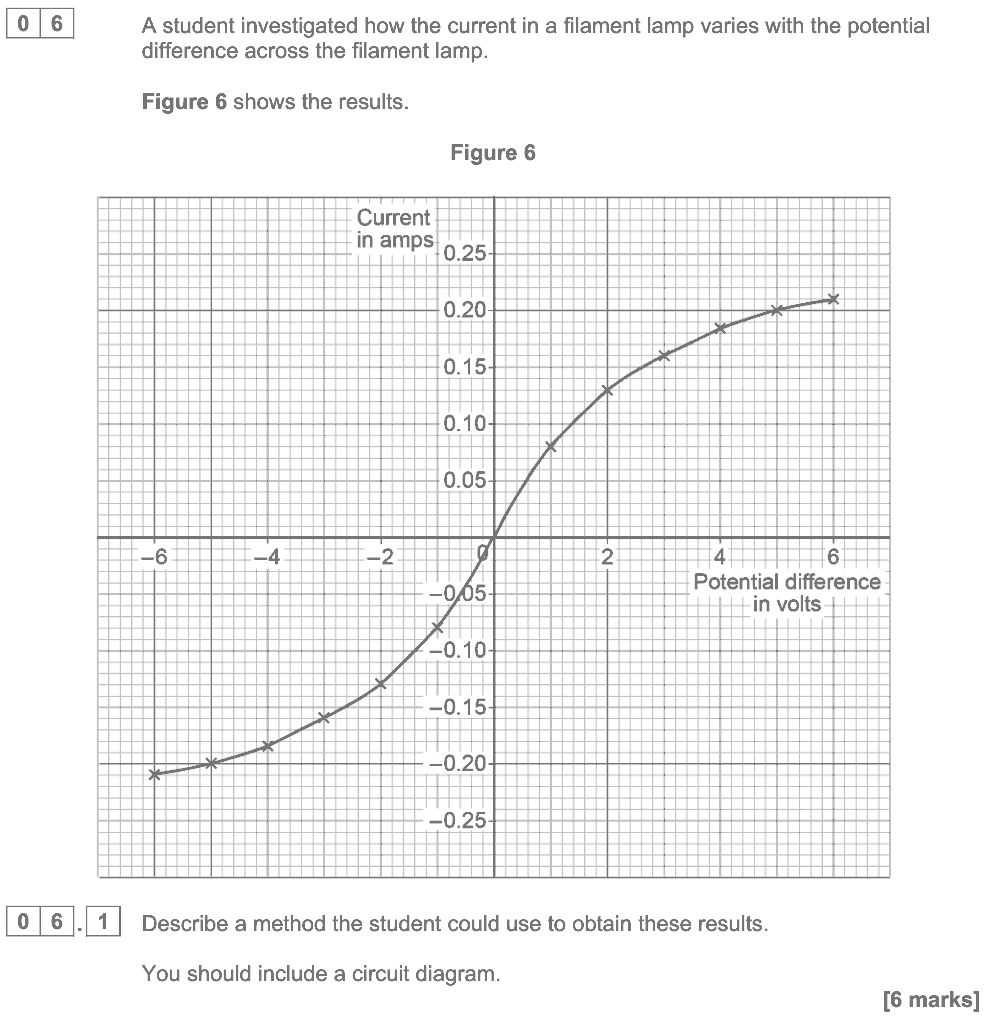 0 6 A student investigated how the current in a filament lamp varies with the potential
difference across the filament lamp.
Figure 6 shows the results.
Figure 6
Current
in amps
0.25
0.20
0.15
0.10
0.05
–6 –4 –2 0 2 4 6
Potential difference
in volts
–0.05
–0.10
–0.15
–0.20
–0.25
0 6 . 1 Describe a method the student could use to obtain these results.
You should include a circuit diagram.
[6 marks]